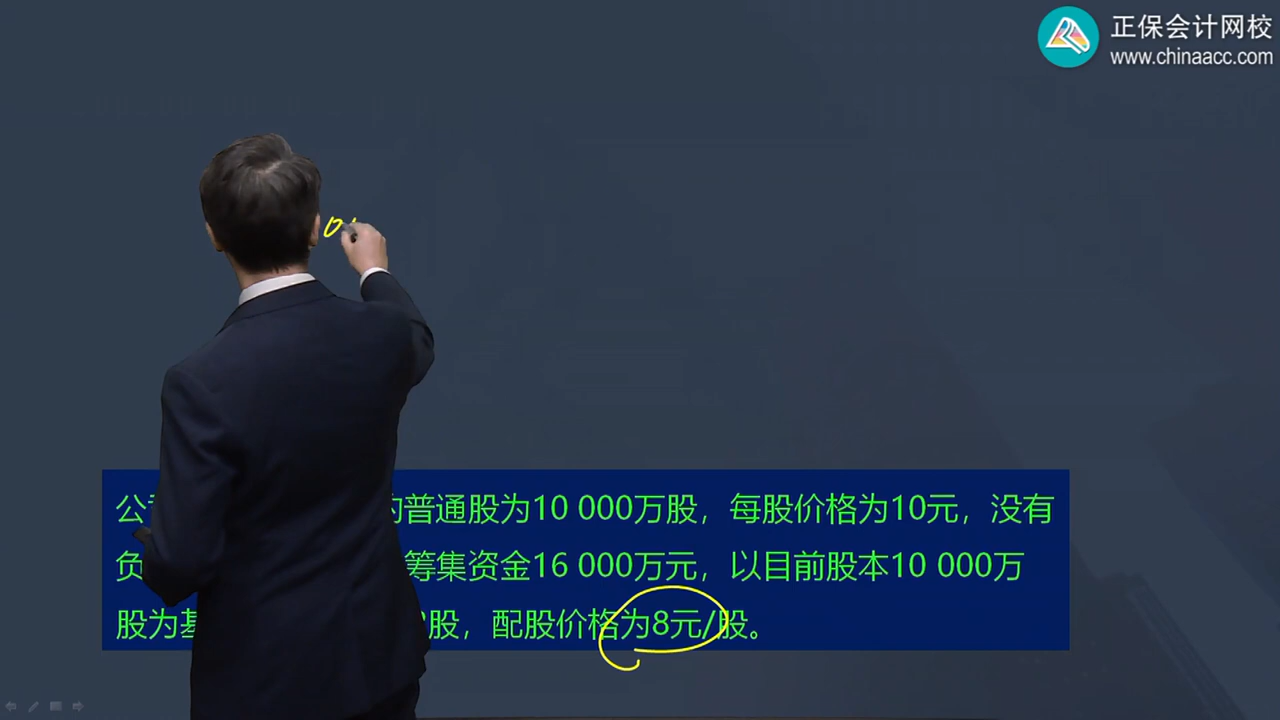 正保会计网校
www.chinaacc.com
公 的普通股为10 000万股，每股价格为10元，没有
负 筹集资金16 000万元，以目前股本10 000万
股为基 股，配股价格为8元/股。